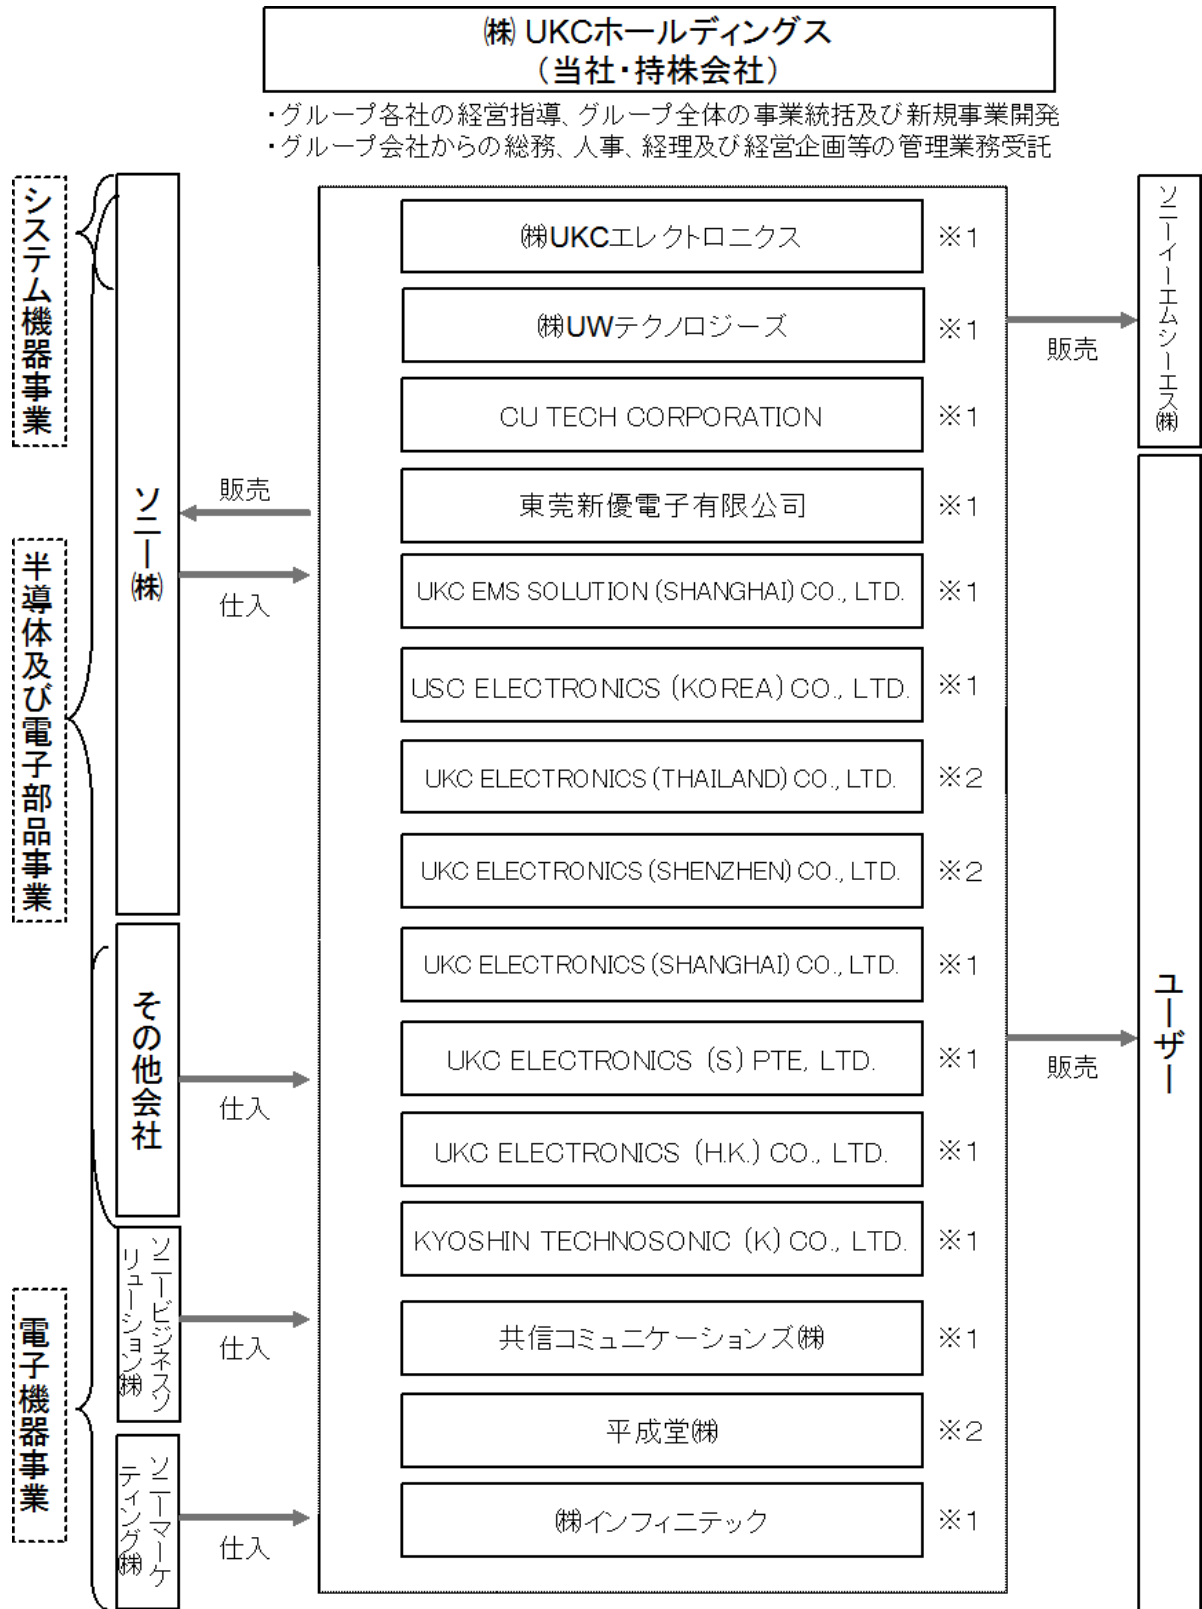 ㈱ UKCホールディングス
（当社・持株会社）
・グループ各社の経営指導、グループ全体の事業統括及び新規事業開発
・グループ会社からの総務、人事、経理及び経営企画等の管理業務受託
システム機器事業
半導体及び電子部品事業
電子機器事業
ソニー㈱
その他会社
ソニービジネスソ
リューション㈱
ソニーマーケ
ティング㈱
販売
仕入
仕入
仕入
仕入
㈱UKCエレクトロニクス ※1
㈱UWテクノロジーズ ※1
CU TECH CORPORATION ※1
東莞新優電子有限公司 ※1
UKC EMS SOLUTION (SHANGHAI) CO., LTD. ※1
USC ELECTRONICS (KOREA) CO., LTD. ※1
UKC ELECTRONICS (THAILAND) CO., LTD. ※2
UKC ELECTRONICS (SHENZHEN) CO., LTD. ※2
UKC ELECTRONICS (SHANGHAI) CO., LTD. ※1
UKC ELECTRONICS (S) PTE, LTD. ※1
UKC ELECTRONICS (H.K.) CO., LTD. ※1
KYOSHIN TECHNOSONIC (K) CO., LTD. ※1
共信コミュニケーションズ㈱ ※1
平成堂㈱ ※2
㈱インフィニテック ※1
販売
販売
ソニーイーエムシーエス㈱
ユーザー